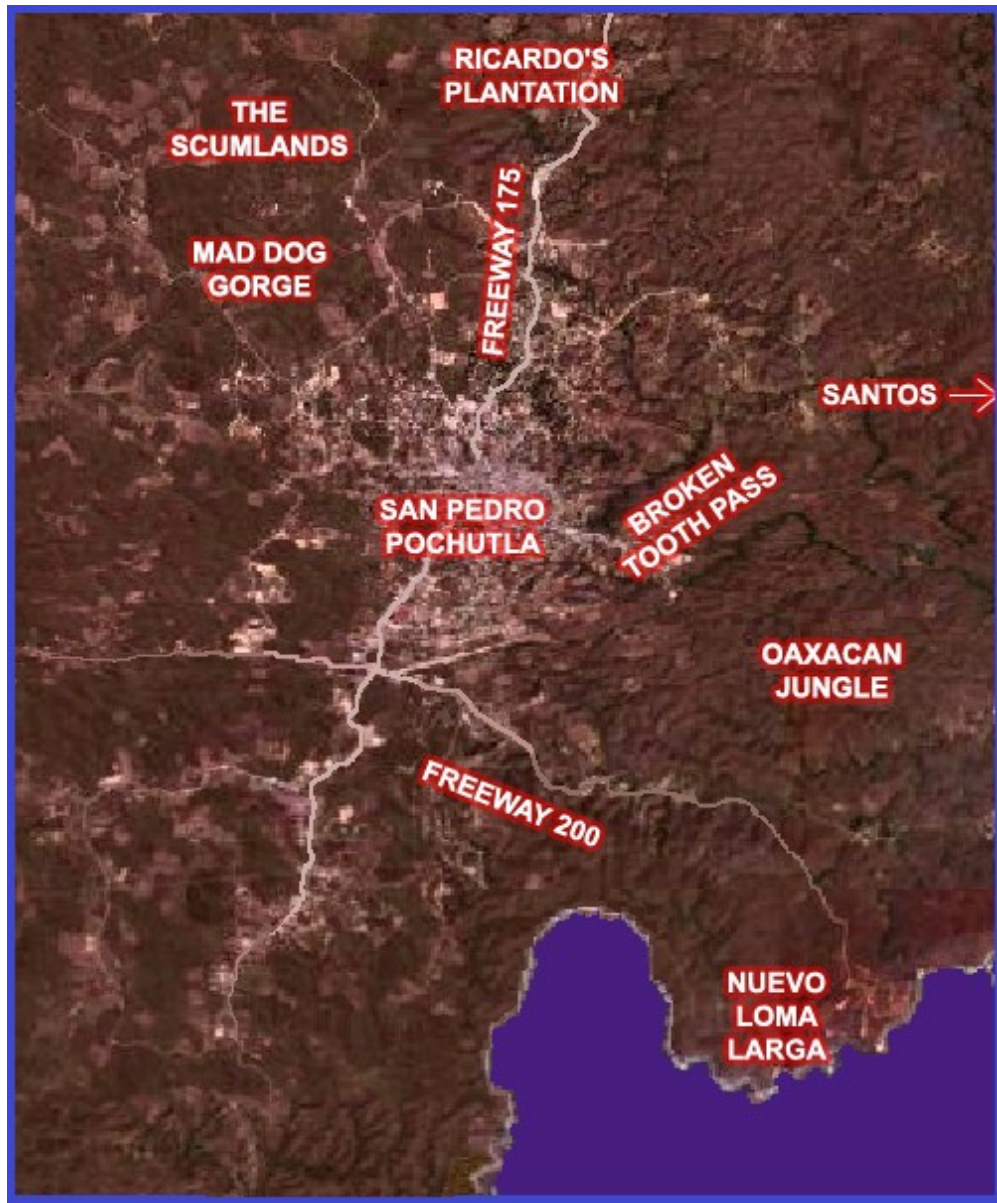 RICARDO'S
PLANTATION
THE
SCUMLANDS
FREEWAY 175
MAD DOG
GORGE
SANTOS
BROKEN
TOOTH PASS
SAN PEDRO
POCHUTLA
OAXACAN
JUNGLE
FREEWAY 200
NUEVO
LOMA
LARGA